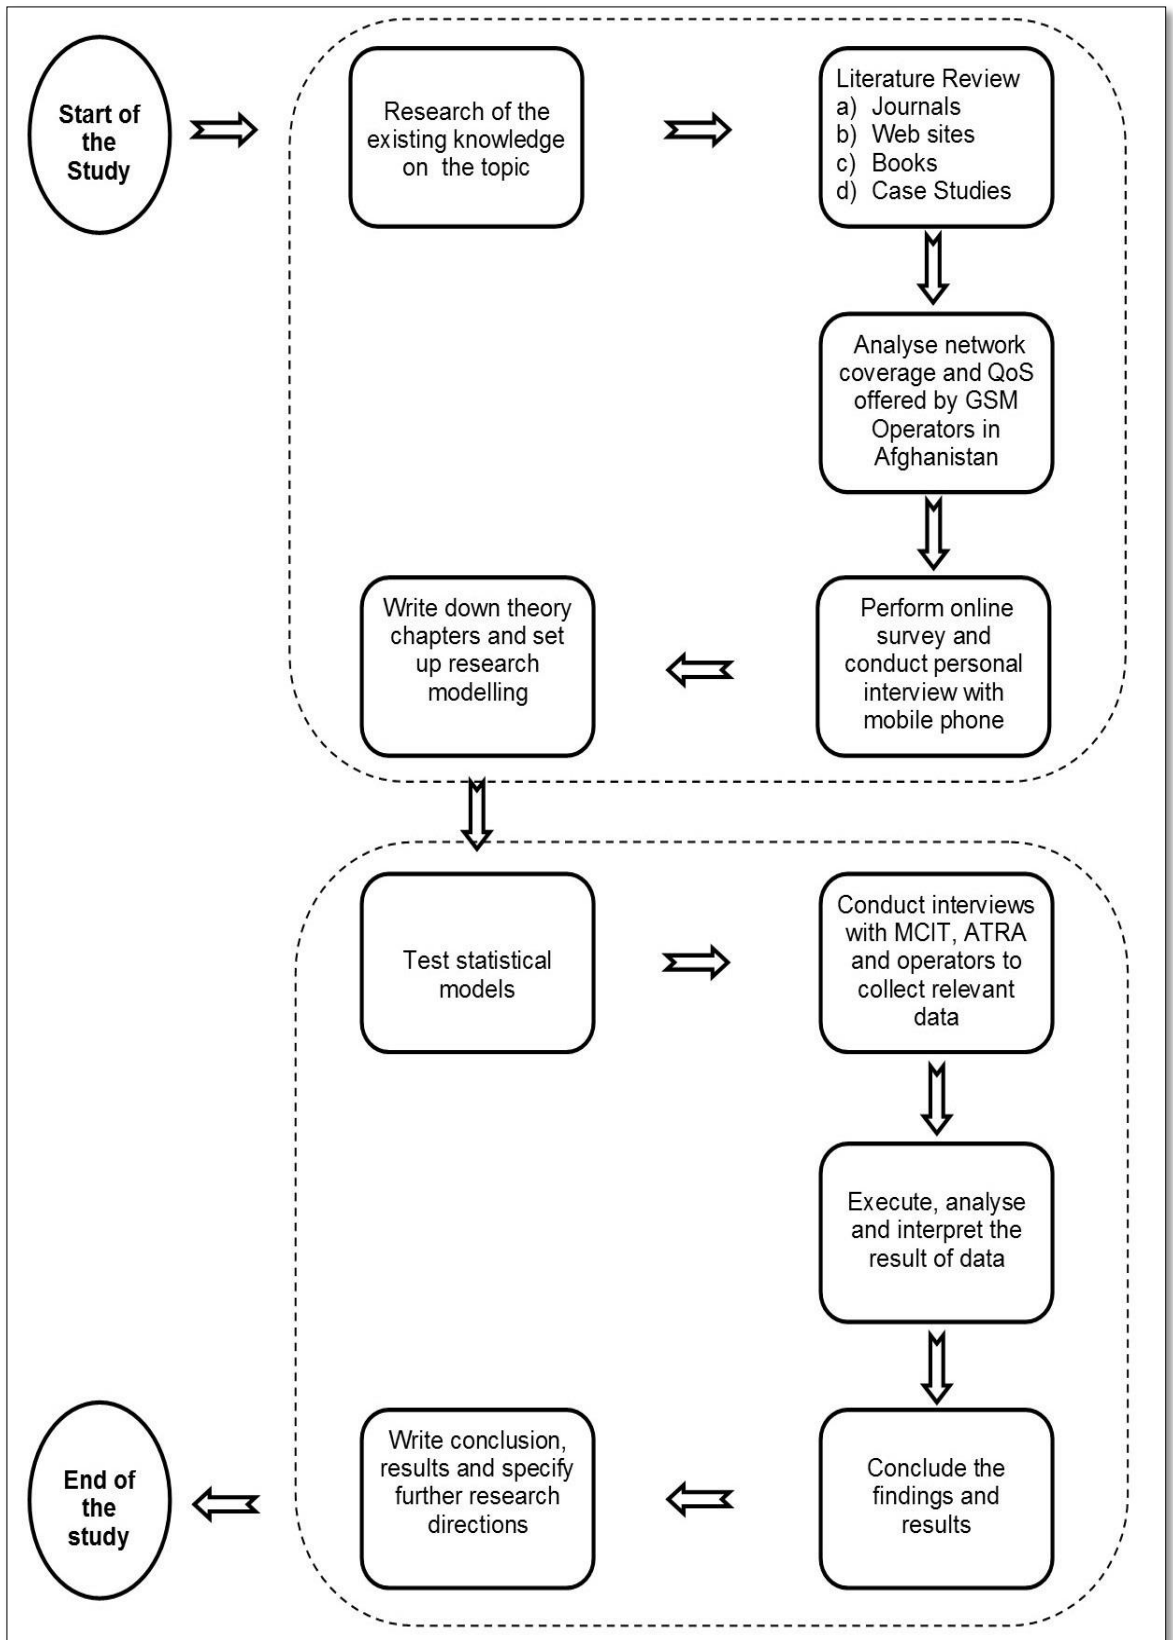 Start of
the
Study
Research of the
existing knowledge
on the topic
Literature Review
a) Journals
b) Web sites
c) Books
d) Case Studies
Analyse network
coverage and QoS
offered by GSM
Operators in
Afghanistan
Perform online
survey and
conduct personal
interview with
mobile phone
Write down theory
chapters and set
up research
modelling
Test statistical
models
Conduct interviews
with MCIT, ATRA
and operators to
collect relevant
data
Execute, analyse
and interpret the
result of data
Conclude the
findings and
results
Write conclusion,
results and specify
further research
directions
End of
the
study